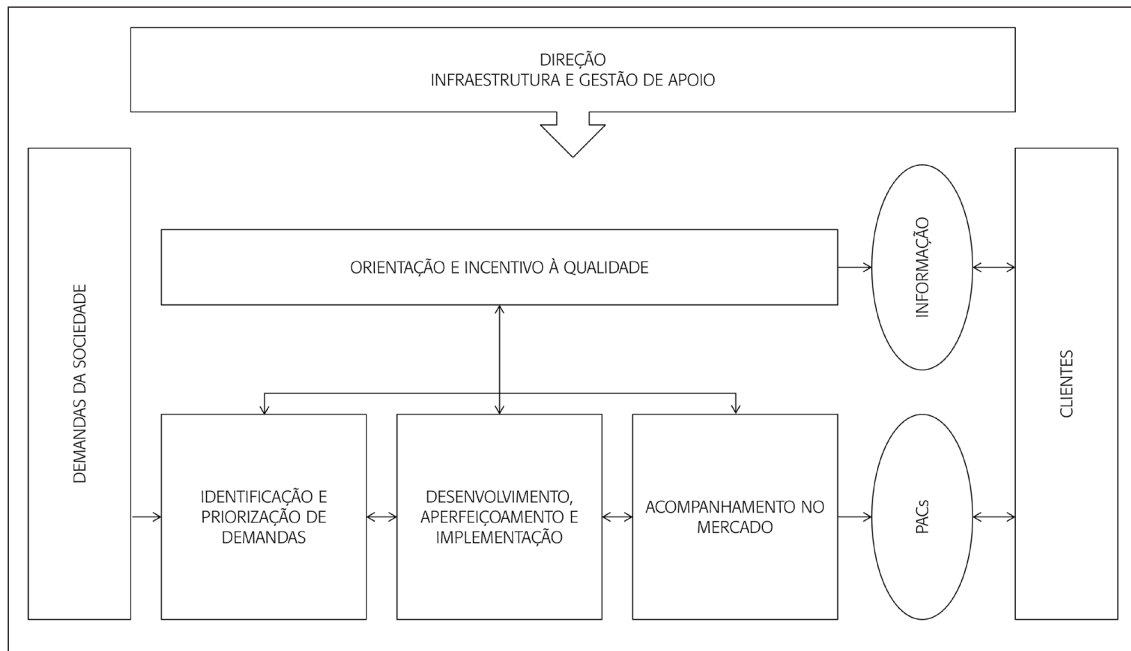 DIREÇÃO
INFRAESTRUTURA E GESTÃO DE APOIO
DEMANDAS DA SOCIEDADE
ORIENTAÇÃO E INCENTIVO À QUALIDADE
INFORMAÇÃO
CLIENTES
IDENTIFICAÇÃO E
PRIORIZAÇÃO DE
DEMANDAS
DESENVOLVIMENTO,
APERFEIÇOAMENTO E
IMPLEMENTAÇÃO
ACOMPANHAMENTO NO
MERCADO
PACs